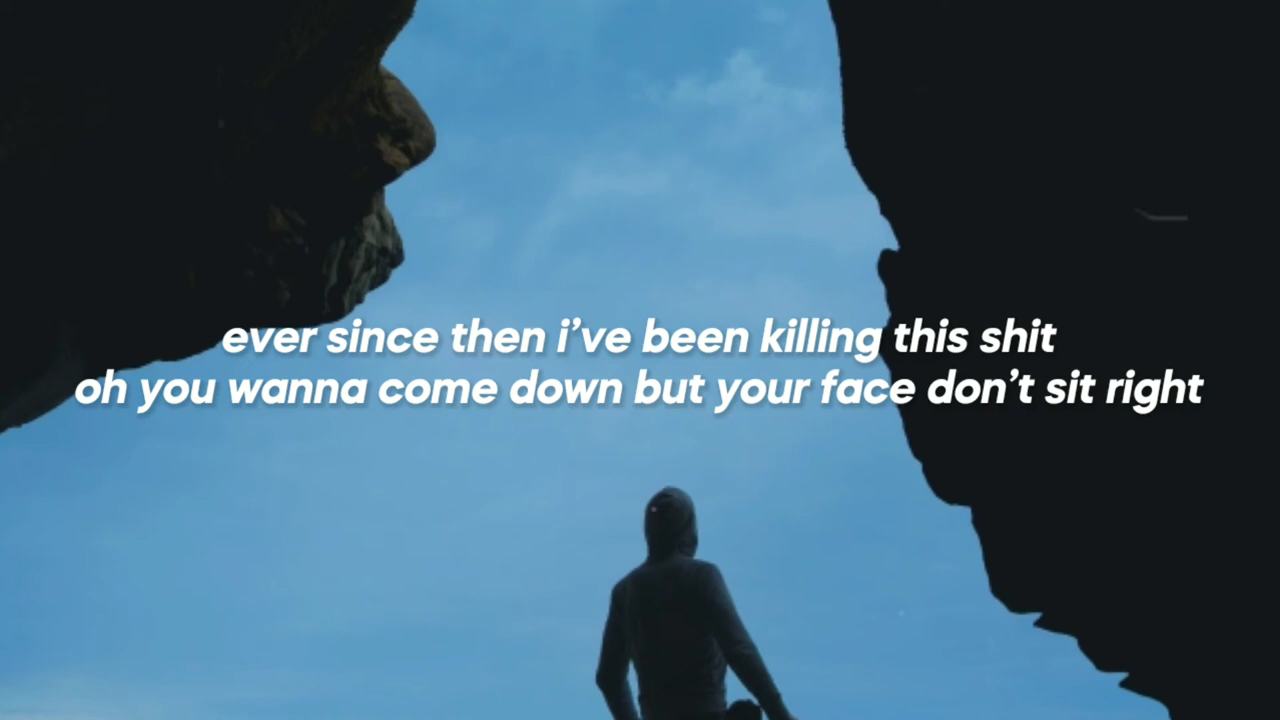 ever since then i’ve been killing this shit
oh you wanna come down but your face don’t sit right